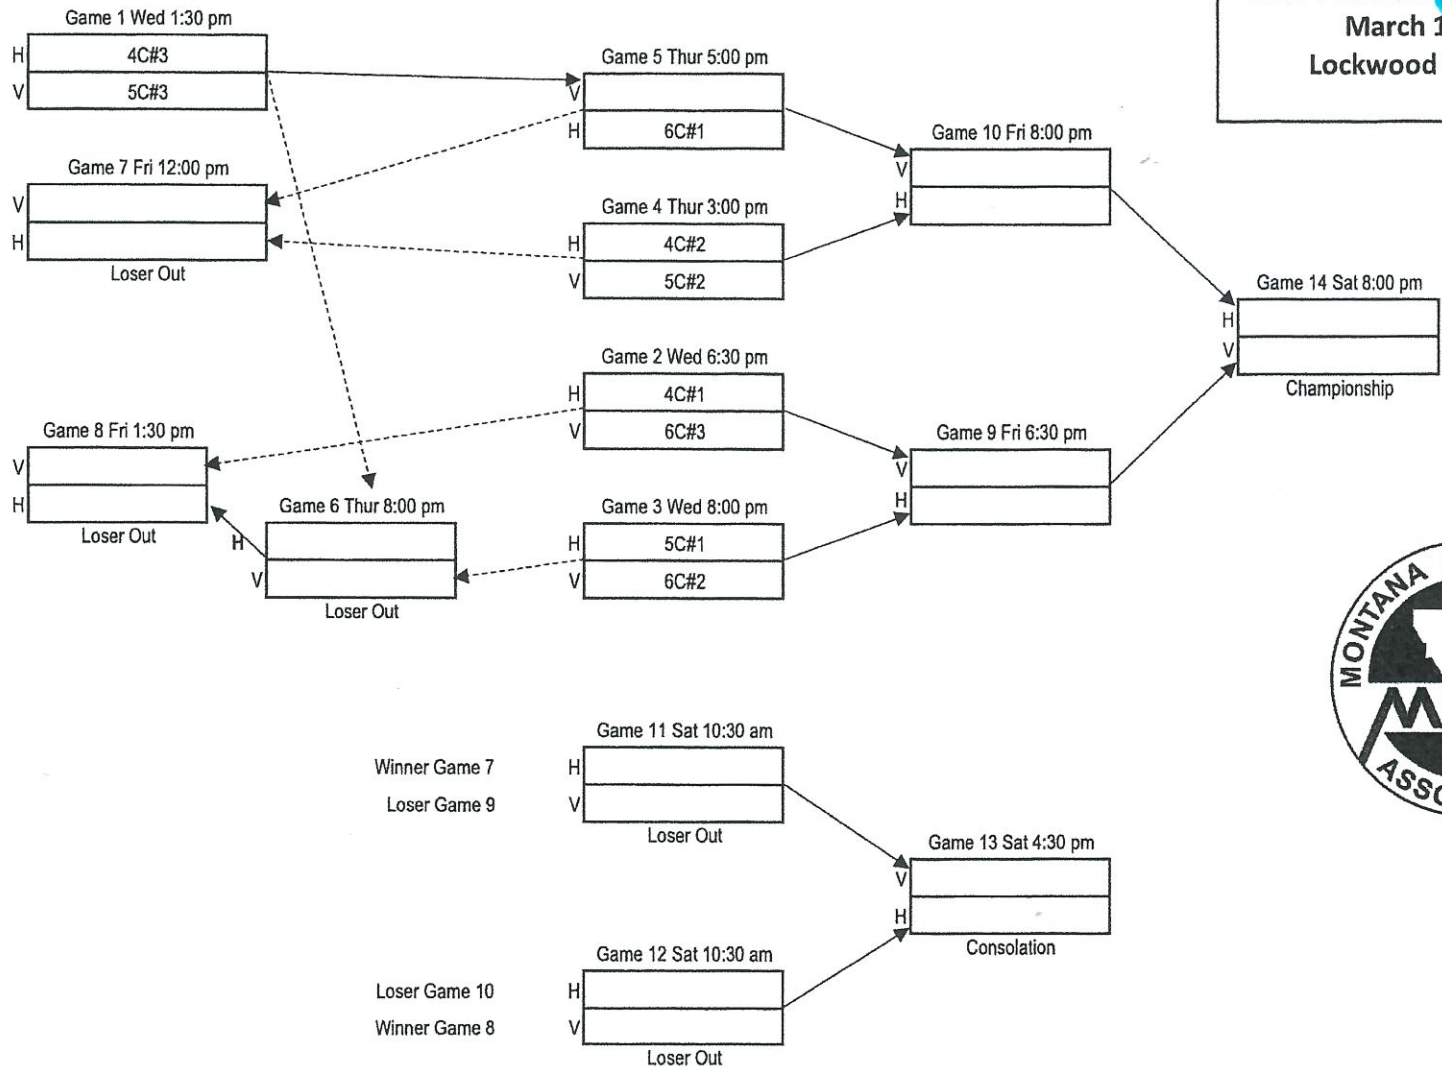 March 1
Lockwood
Game 1 Wed 1:30 pm
H 4C#3
V 5C#3
Game 5 Thur 5:00 pm
V
H 6C#1
Game 10 Fri 8:00 pm
V
H
Game 7 Fri 12:00 pm
V
H
Loser Out
Game 4 Thur 3:00 pm
H 4C#2
V 5C#2
Game 14 Sat 8:00 pm
H
V
Championship
Game 2 Wed 6:30 pm
H 4C#1
V 6C#3
Game 8 Fri 1:30 pm
V
H
Loser Out
Game 9 Fri 6:30 pm
V
H
Game 6 Thur 8:00 pm
H
V
Loser Out
Game 3 Wed 8:00 pm
H 5C#1
V 6C#2
MONTANA
ASSO
Game 11 Sat 10:30 am
Winner Game 7 H
Loser Game 9 V
Loser Out
Game 13 Sat 4:30 pm
V
H
Consolation
Game 12 Sat 10:30 am
Loser Game 10 H
Winner Game 8 V
Loser Out